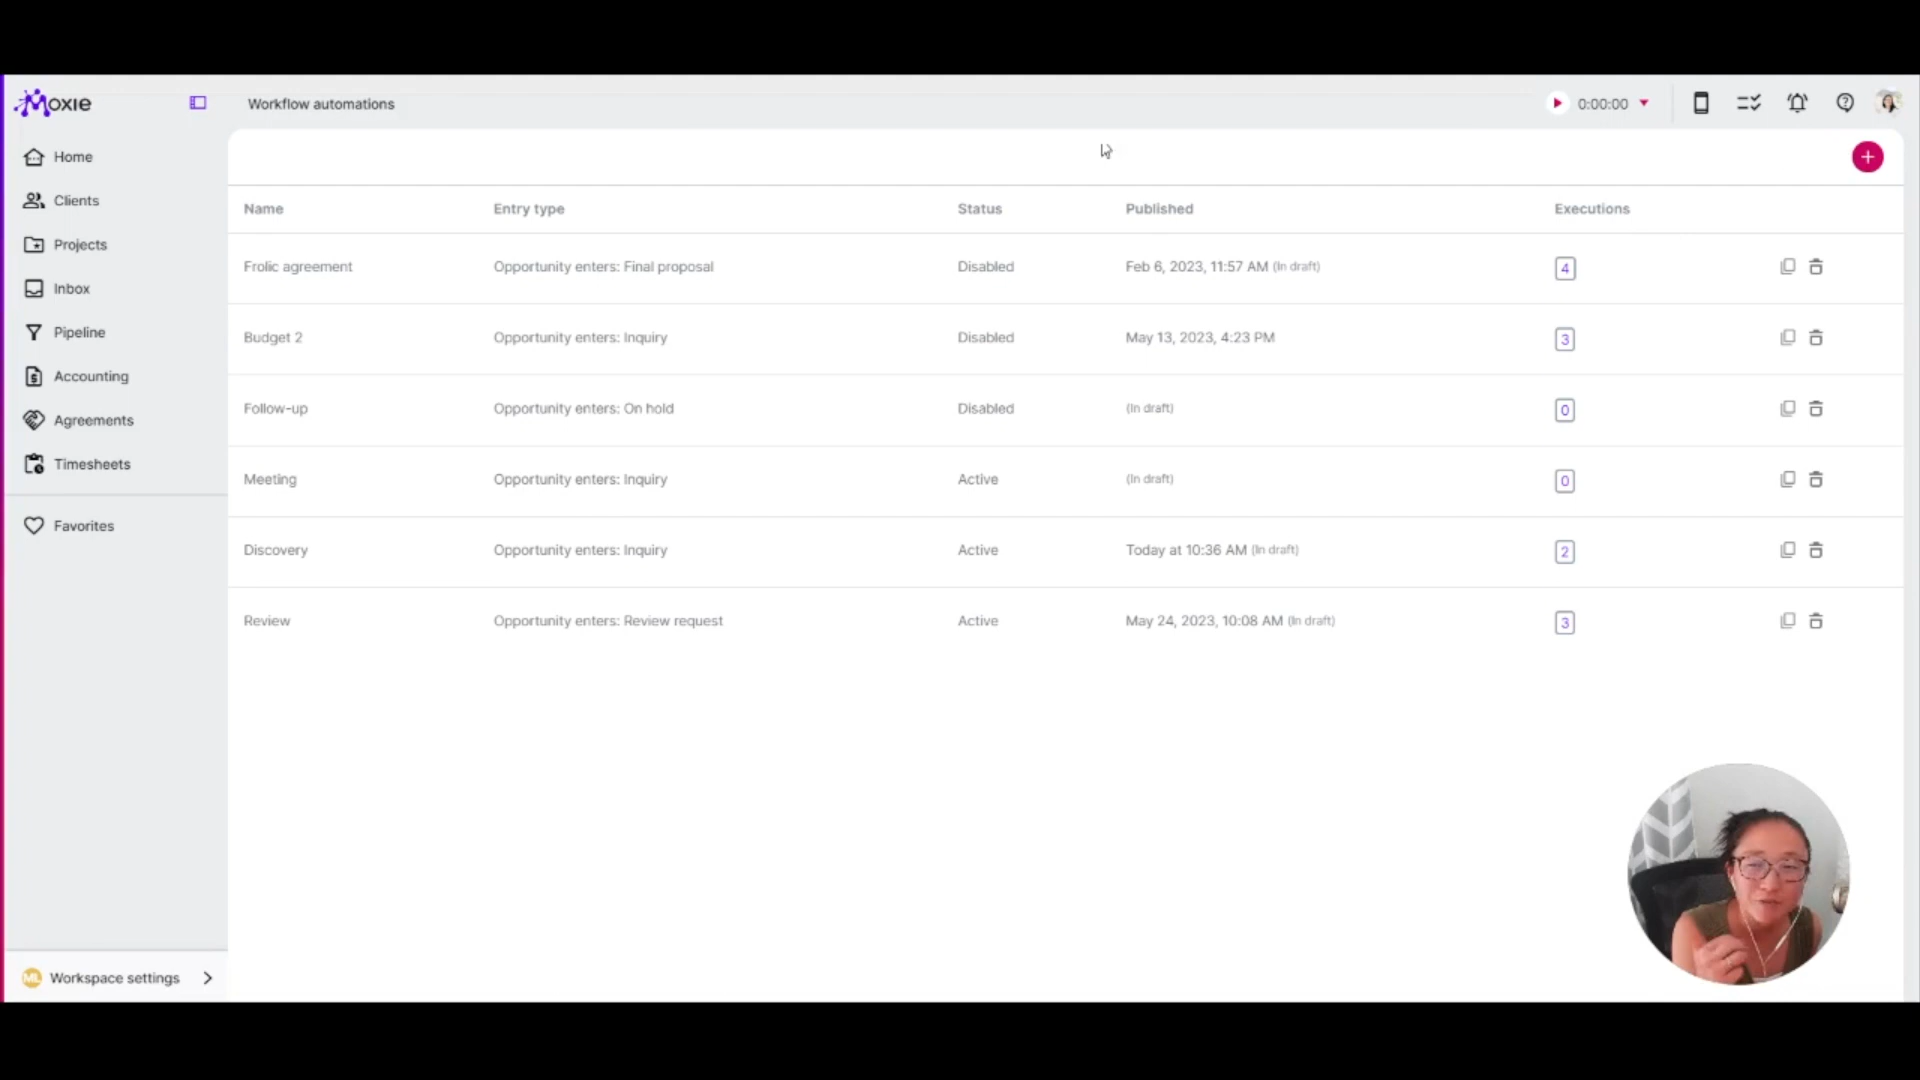 Moxie
Workflow automations
0:00:00
Home
Clients
Projects
Inbox
Pipeline
Accounting
Agreements
Timesheets
Favorites
Name Entry type Status Published Executions
Frolic agreement Opportunity enters: Final proposal Disabled Feb 6, 2023, 11:57 AM (In draft) 4
Budget 2 Opportunity enters: Inquiry Disabled May 13, 2023, 4:23 PM 3
Follow-up Opportunity enters: On hold Disabled (In draft) 0
Meeting Opportunity enters: Inquiry Active (In draft) 0
Discovery Opportunity enters: Inquiry Active Today at 10:36 AM (In draft) 2
Review Opportunity enters: Review request Active May 24, 2023, 10:08 AM (In draft) 3
ML Workspace settings